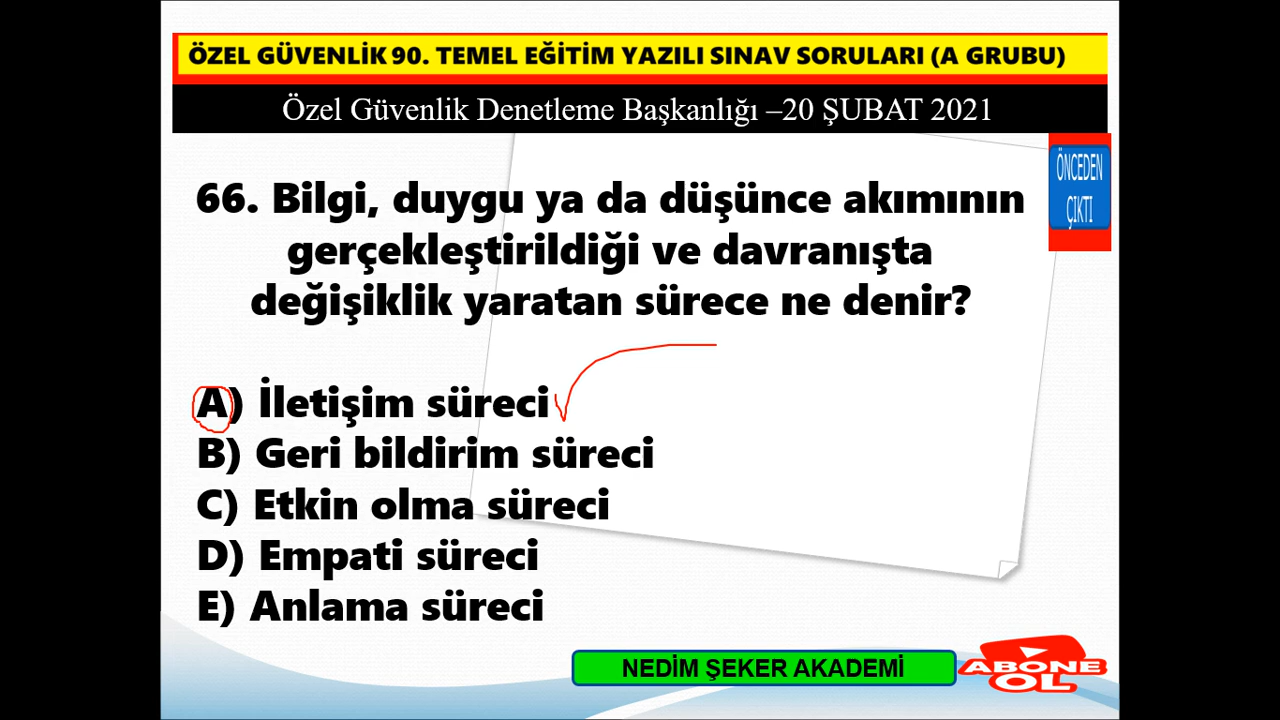 ÖZEL GÜVENLİK 90. TEMEL EĞİTİM YAZILI SINAV SORULARI (A GRUBU)
Özel Güvenlik Denetleme Başkanlığı –20 ŞUBAT 2021
ÖNCEDEN
ÇIKTI
66. Bilgi, duygu ya da düşünce akımının
gerçekleştirildiği ve davranışta
değişiklik yaratan sürece ne denir?
A) İletişim süreci
B) Geri bildirim süreci
C) Etkin olma süreci
D) Empati süreci
E) Anlama süreci
NEDİM ŞEKER AKADEMİ
ABONE
OL